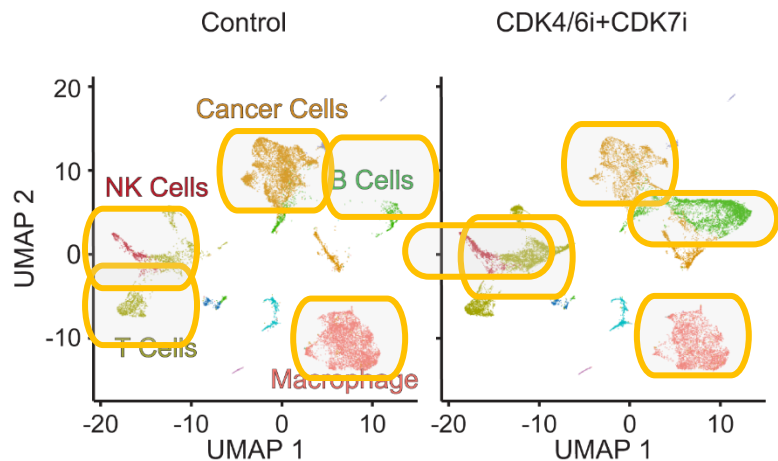 Control
CDK4/6i+CDK7i
20
Cancer Cells
10
B Cells
NK Cells
UMAP 2
0
T Cells
-10
Macrophage
-20
-10
0
10
-20
-10
0
10
UMAP 1
UMAP 1